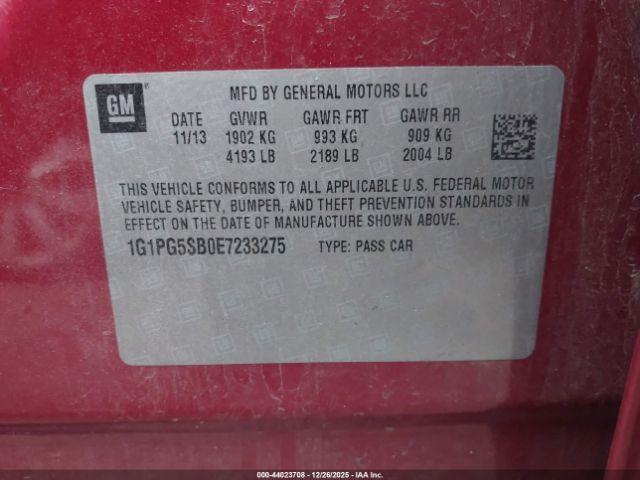 GM
MFD BY GENERAL MOTORS LLC
DATE GVWR GAWR FRT GAWR RR
11/13 1902 KG 993 KG 909 KG
4193 LB 2189 LB 2004 LB
THIS VEHICLE CONFORMS TO ALL APPLICABLE U.S. FEDERAL MOTOR
VEHICLE SAFETY, BUMPER, AND THEFT PREVENTION STANDARDS IN
EFFECT ON THE DATE OF MANUFACTURE SHOWN ABOVE.
1G1PG5SB0E7233275 TYPE: PASS CAR
000-44023708 - 12/26/2025 - IAAI.COM